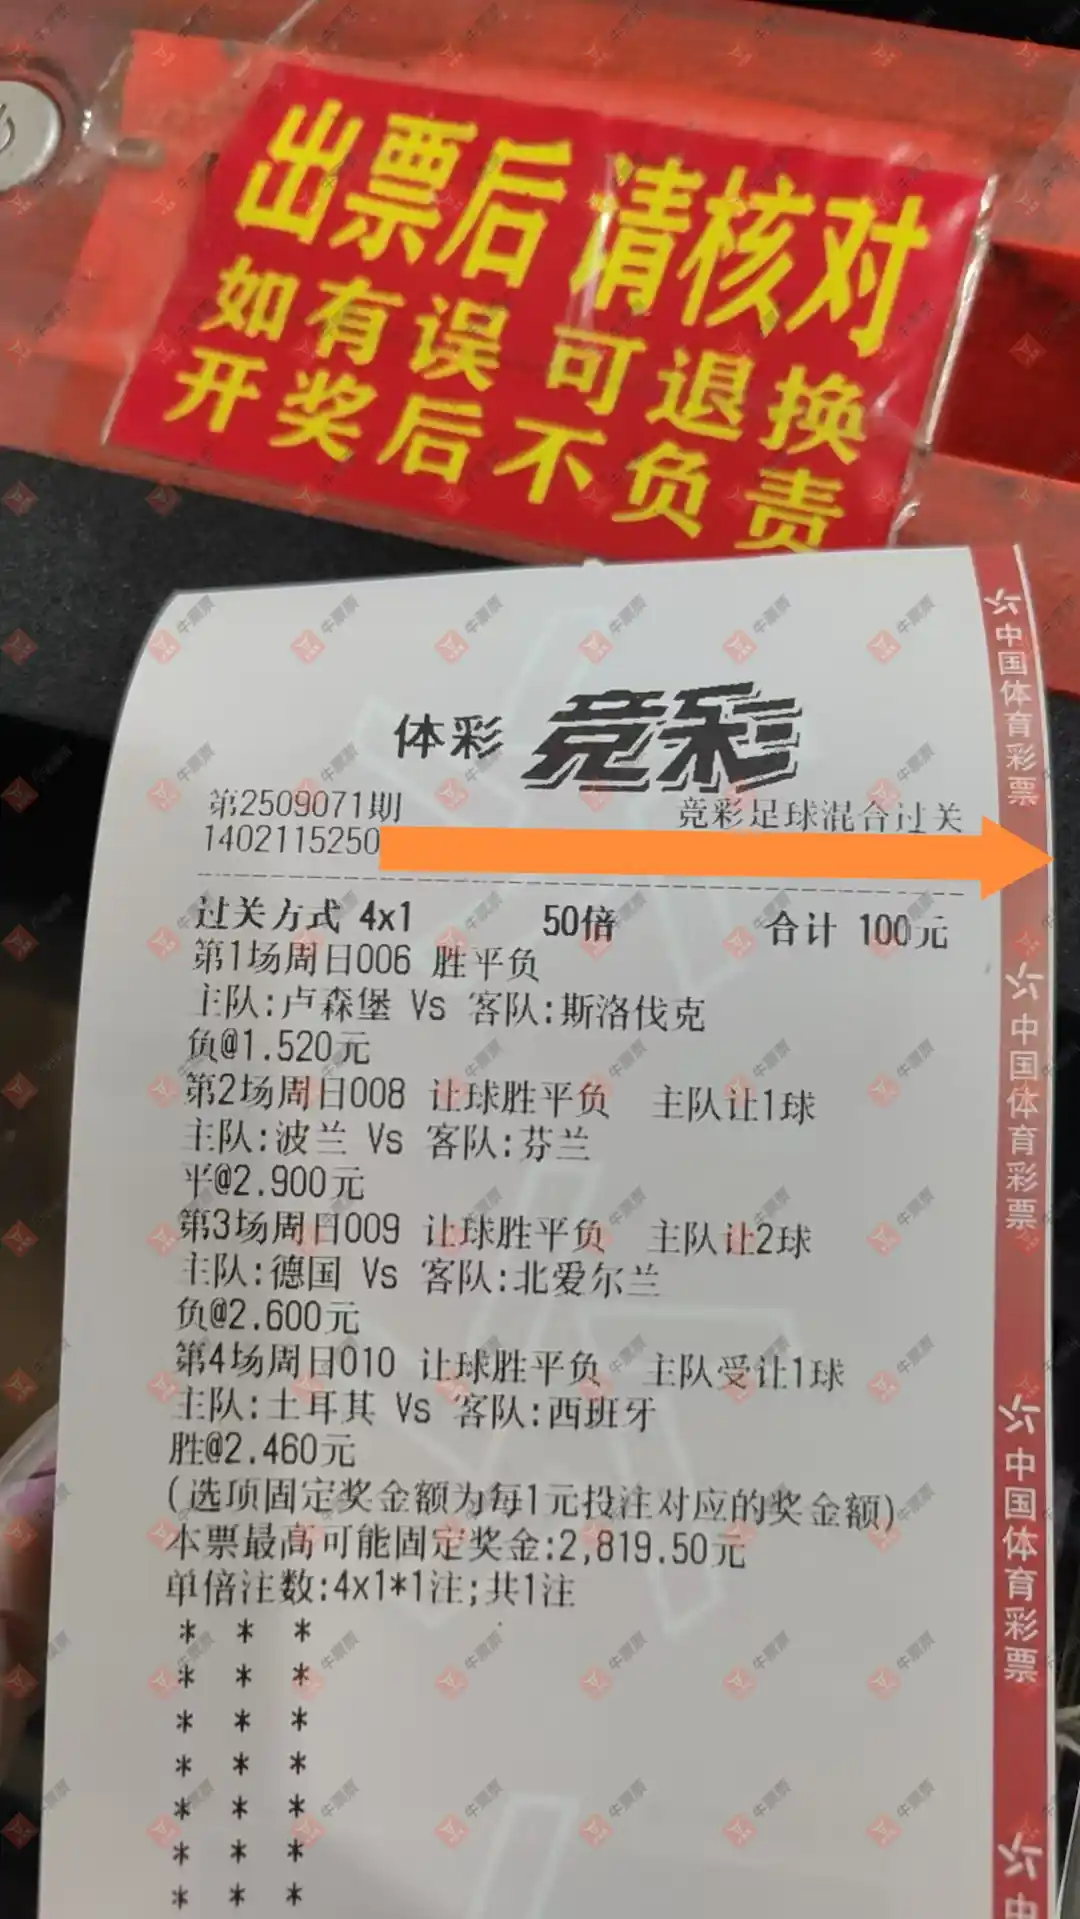 出票后 请核对
如有误 可退换
开奖后不负责
体彩 竞彩
第2509071期 竞彩足球混合过关
1402115250
过关方式 4x1 50倍 合计 100元
第1场周日006 胜平负
主队:卢森堡 Vs 客队:斯洛伐克
负@1.520元
第2场周日008 让球胜平负 主队让1球
主队:波兰 Vs 客队:芬兰
平@2.900元
第3场周日009 让球胜平负 主队让2球
主队:德国 Vs 客队:北爱尔兰
负@2.600元
第4场周日010 让球胜平负 主队受让1球
主队:土耳其 Vs 客队:西班牙
胜@2.460元
(选项固定奖金额为每1元投注对应的奖金额)
本票最高可能固定奖金:2,819.50元
单倍注数:4x1*1注;共1注
* * *
* * *
* * *
* * *
* * *
* * *
* * *
中国体育彩票
中国体育彩票
中国体育彩票
中
牛票票